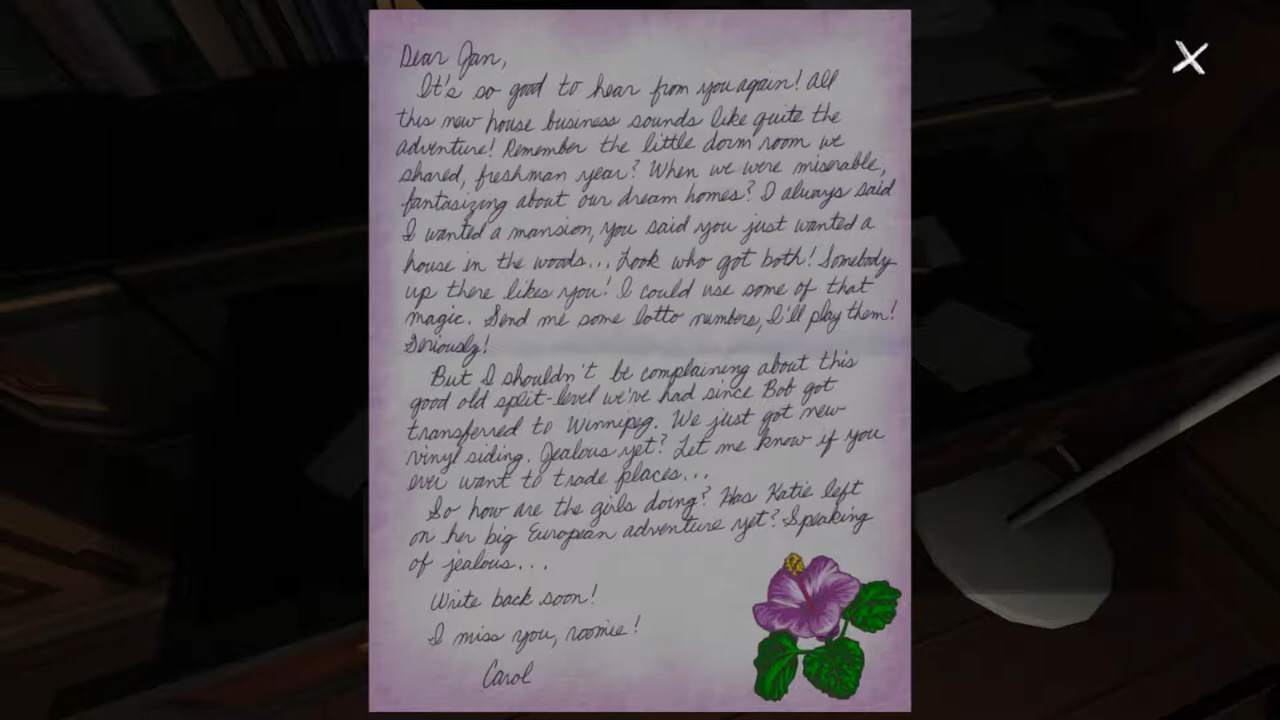 Dear Jan,
It's so good to hear from you again! All
this new house business sounds like quite the
adventure! Remember the little dorm room we
shared, freshman year? When we were miserable,
fantasizing about our dream homes? I always said
I wanted a mansion, you said you just wanted a
house in the woods... Look who got both! Somebody
up there likes you! I could use some of that
magic. Send me some lotto numbers, I'll play them!
Seriously!
But I shouldn't be complaining about this
good old split-level we've had since Bob got
transferred to Winnipeg. We just got new
vinyl siding. Jealous yet? Let me know if you
ever want to trade places...
So how are the girls doing? Has Katie left
on her big European adventure yet? Speaking
of jealous...
Write back soon!
I miss you, roomie!
Carol